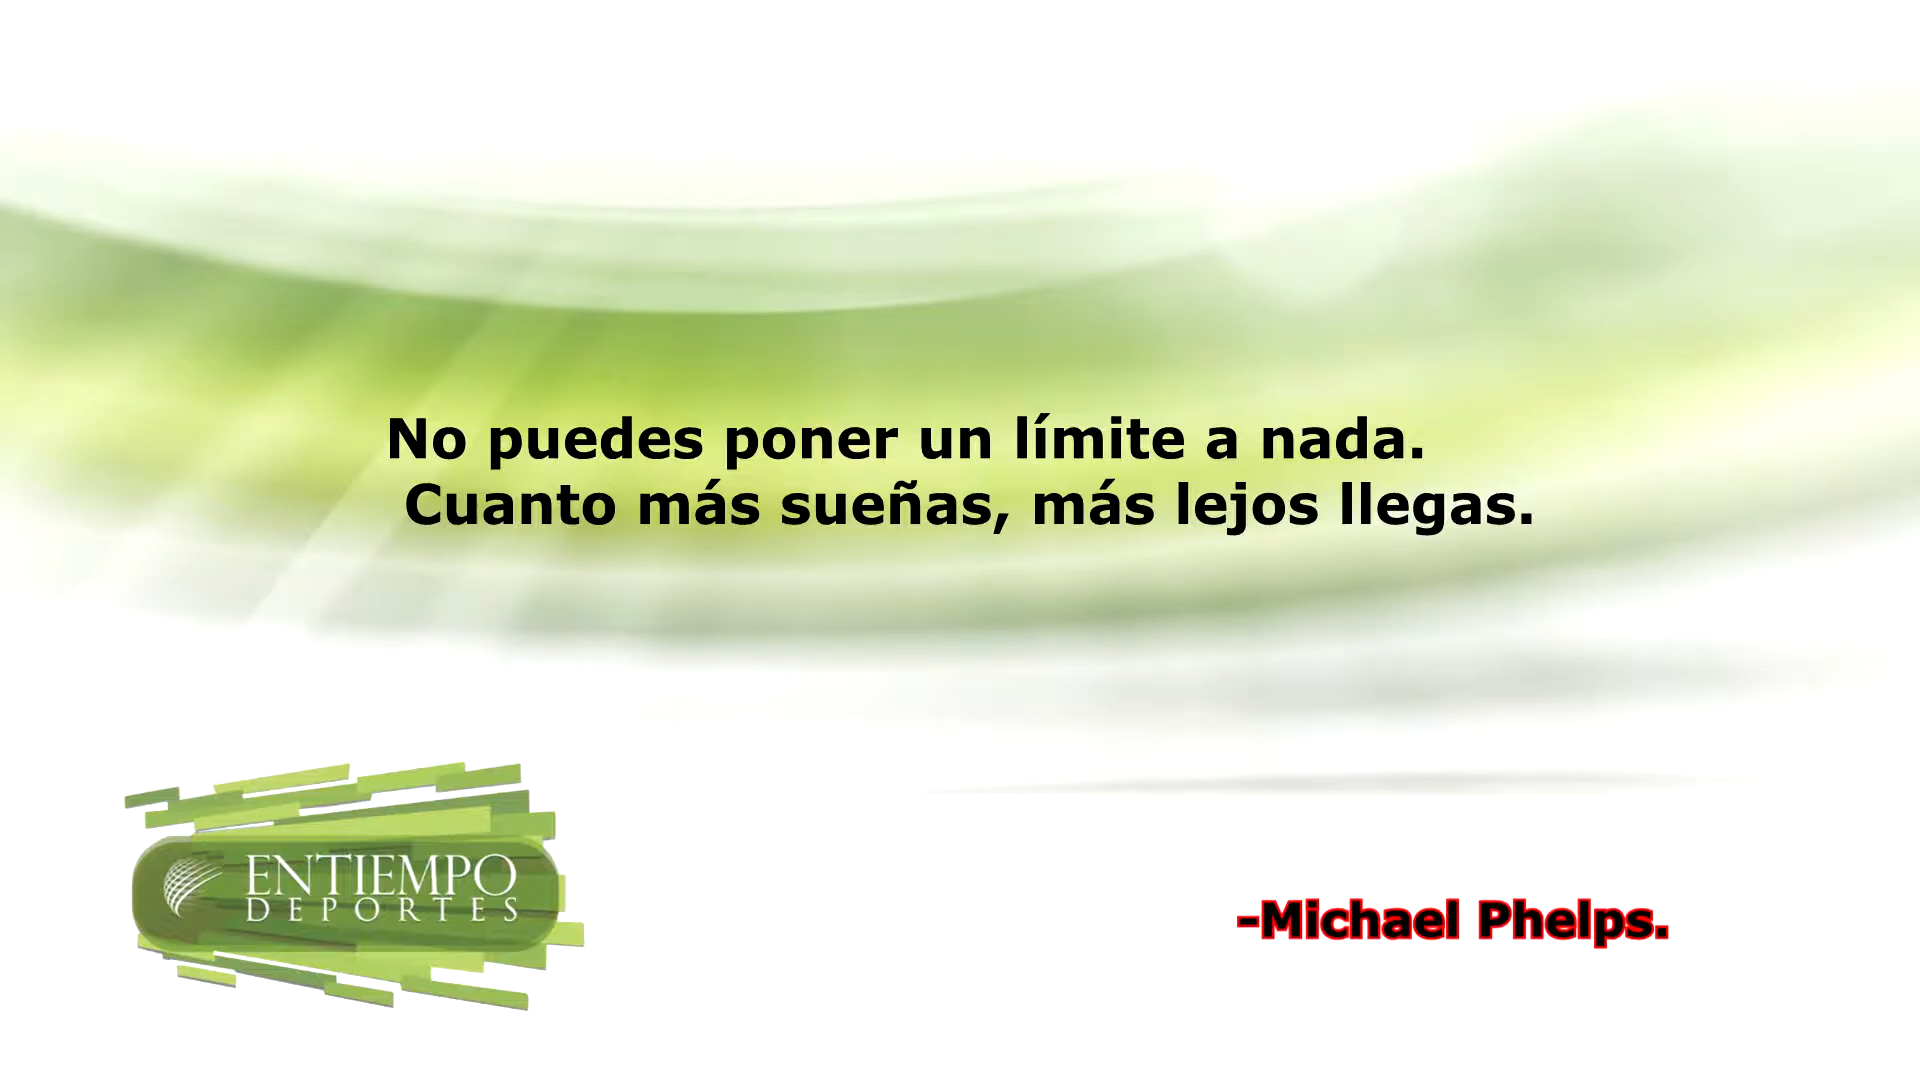 No puedes poner un límite a nada.
Cuanto más sueñas, más lejos llegas.
ENTIEMPO
DEPORTES
-Michael Phelps.